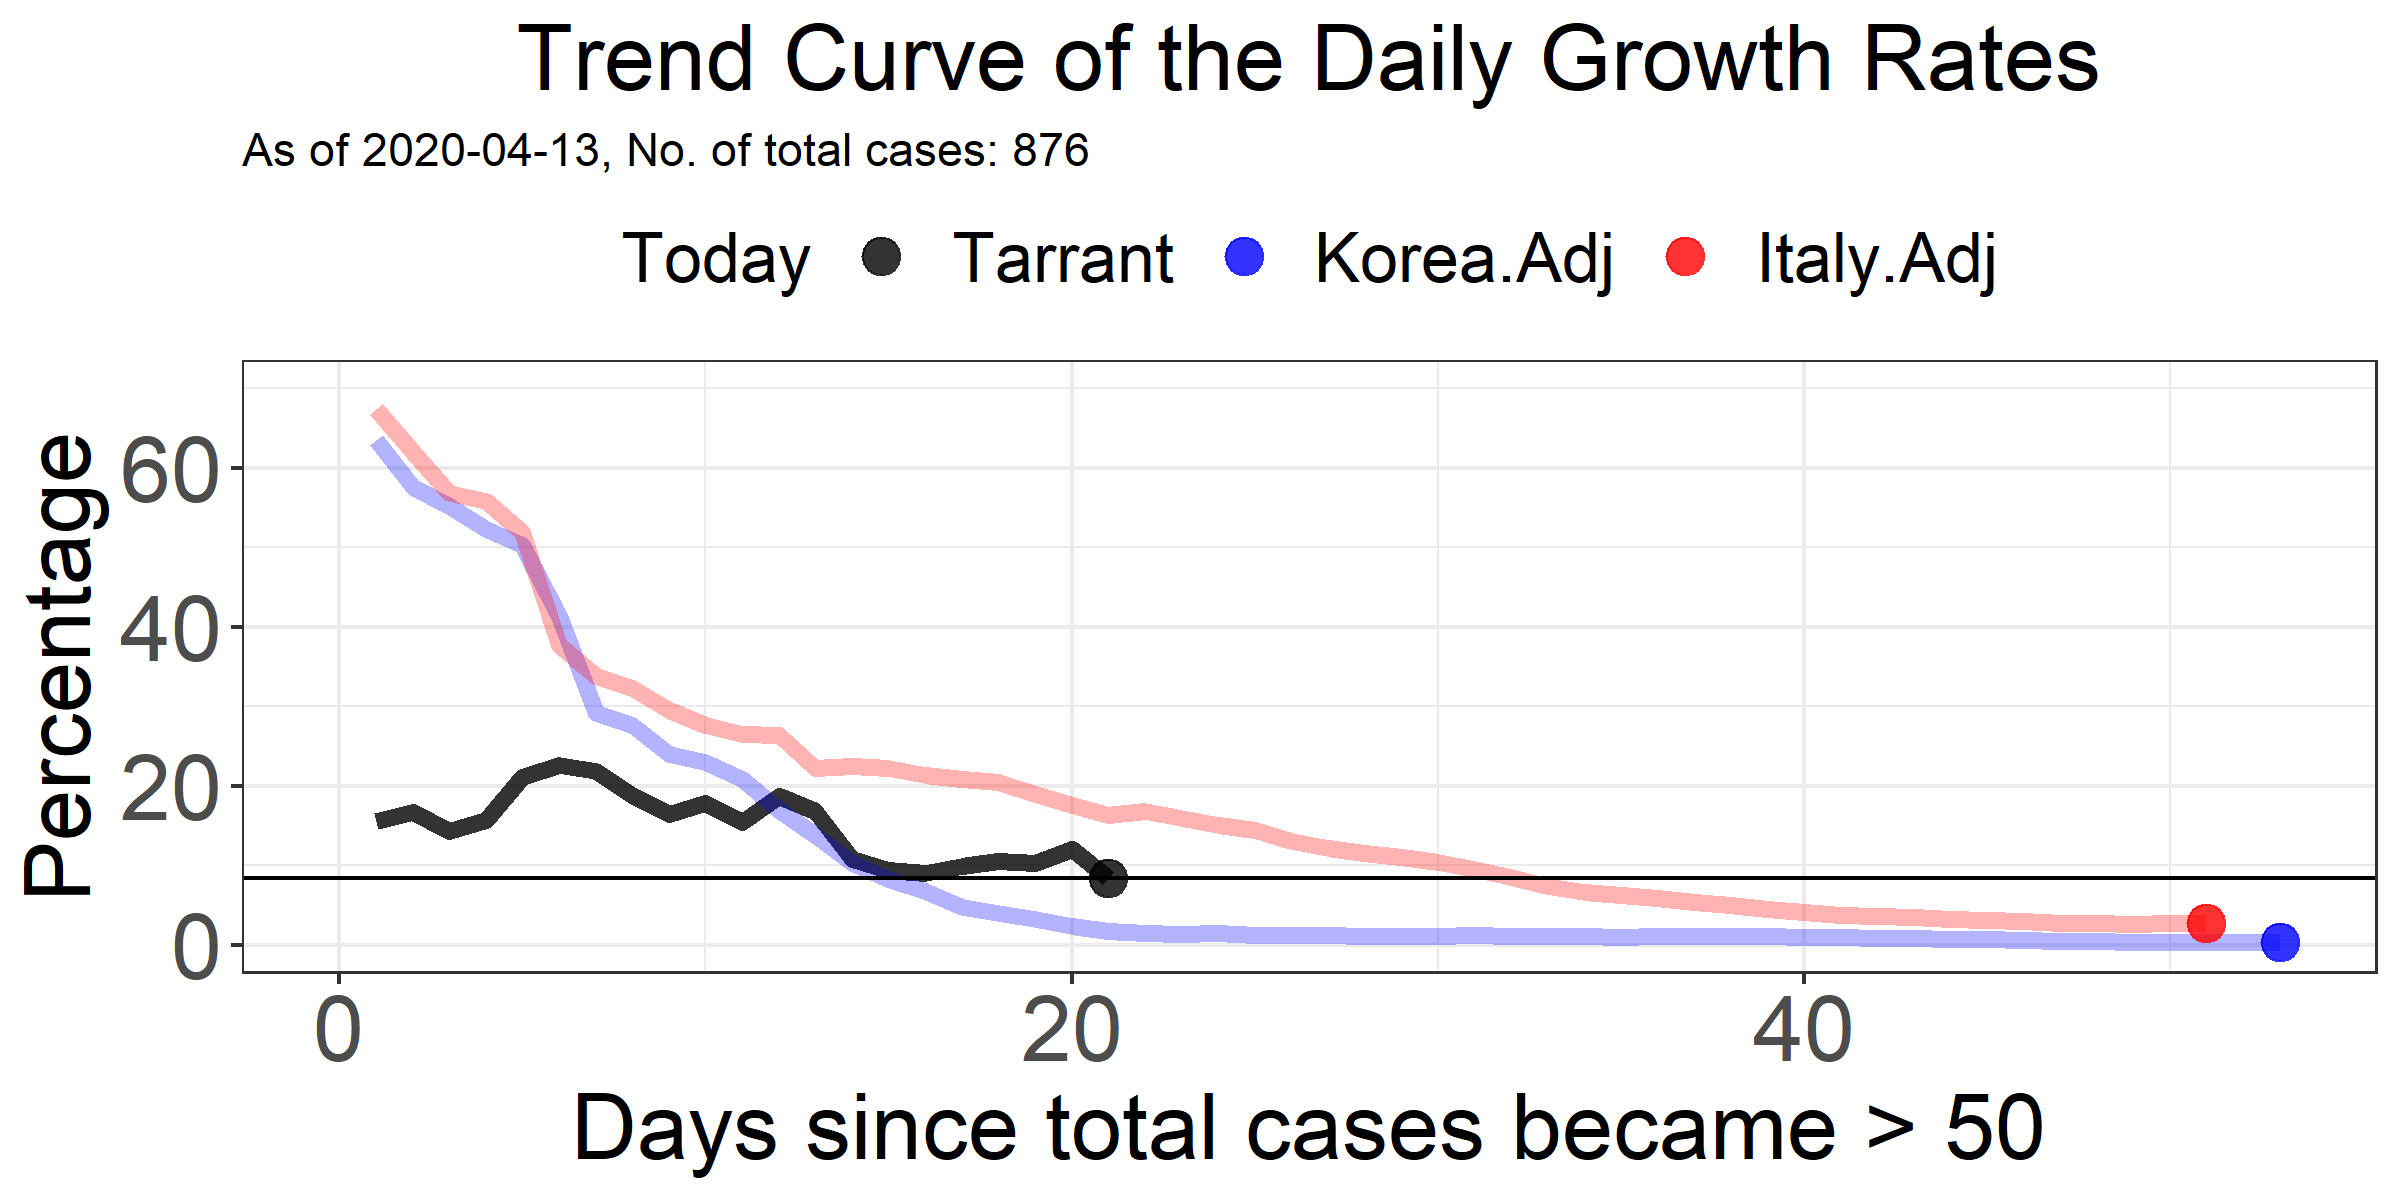 Trend Curve of the Daily Growth Rates
As of 2020-04-13, No. of total cases: 876
Today Tarrant Korea.Adj Italy.Adj
Percentage
60
40
20
0
0 20 40
Days since total cases became > 50